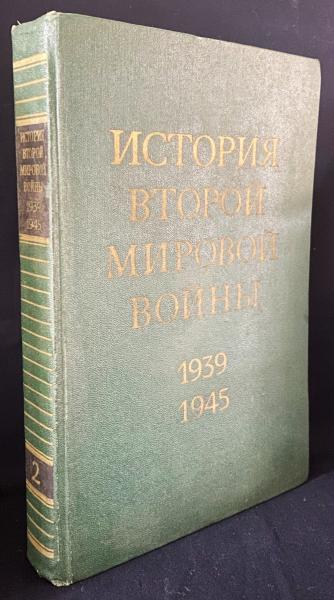 ИСТОРИЯ
ВТОРОЙ
МИРОВОЙ
ВОЙНЫ
1939
1945
ИСТОРИЯ
ВТОРОЙ
МИРОВОЙ
ВОЙНЫ
1939
1945
2